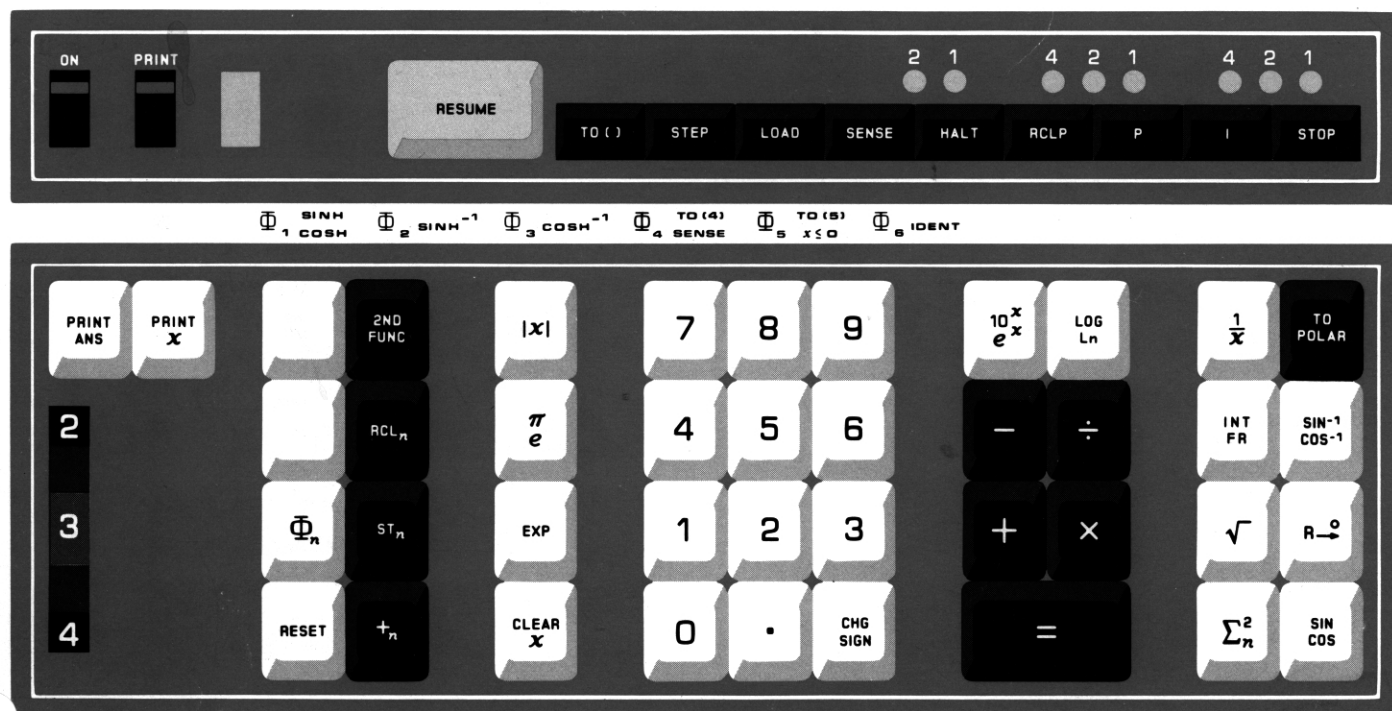 ON PRINT 2 1 4 2 1 4 2 1
RESUME
TO ( ) STEP LOAD SENSE HALT RCLP P I STOP
Φ1 SINH COSH Φ2 SINH⁻¹ Φ3 COSH⁻¹ Φ4 TO (4) SENSE Φ5 TO (5) x ≤ 0 Φ6 IDENT
PRINT ANS PRINT x 2ND FUNC |x| 7 8 9 10ˣ eˣ LOG Ln 1/x TO POLAR
2 RCLn π e 4 5 6 − ÷ INT FR SIN⁻¹ COS⁻¹
3 Φn STn EXP 1 2 3 + × √ R→°
4 RESET +n CLEAR x 0 . CHG SIGN = Σ²n SIN COS